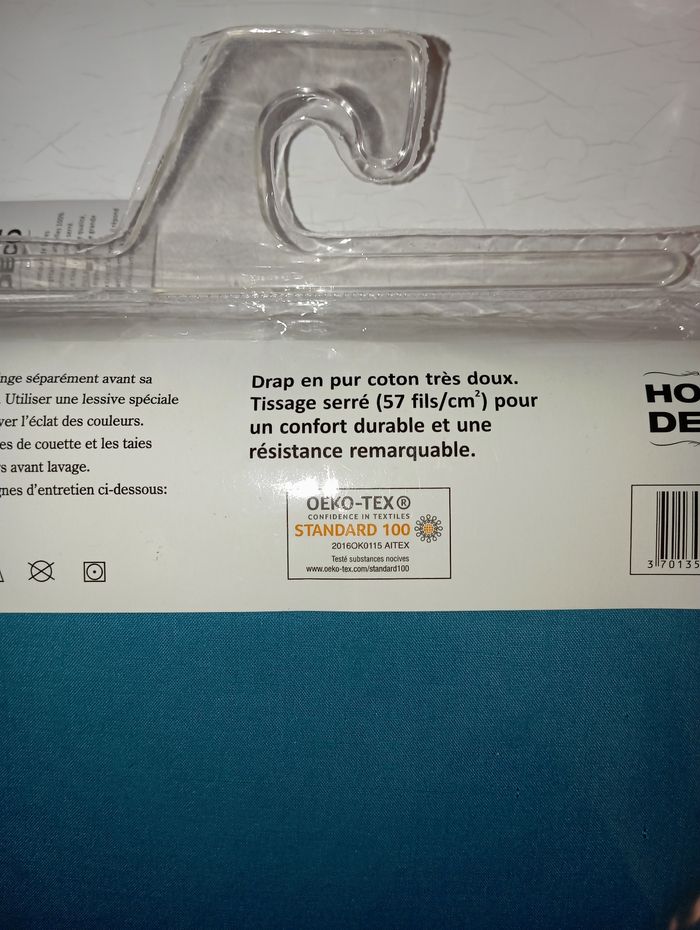 nge séparément avant sa
. Utiliser une lessive spéciale
ver l'éclat des couleurs.
es de couette et les taies
s avant lavage.
gnes d'entretien ci-dessous:
Drap en pur coton très doux.
Tissage serré (57 fils/cm²) pour
un confort durable et une
résistance remarquable.
OEKO-TEX®
CONFIDENCE IN TEXTILES
STANDARD 100
2016OK0115 AITEX
Testé substances nocives
www.oeko-tex.com/standard100
HO
DE
3 70135